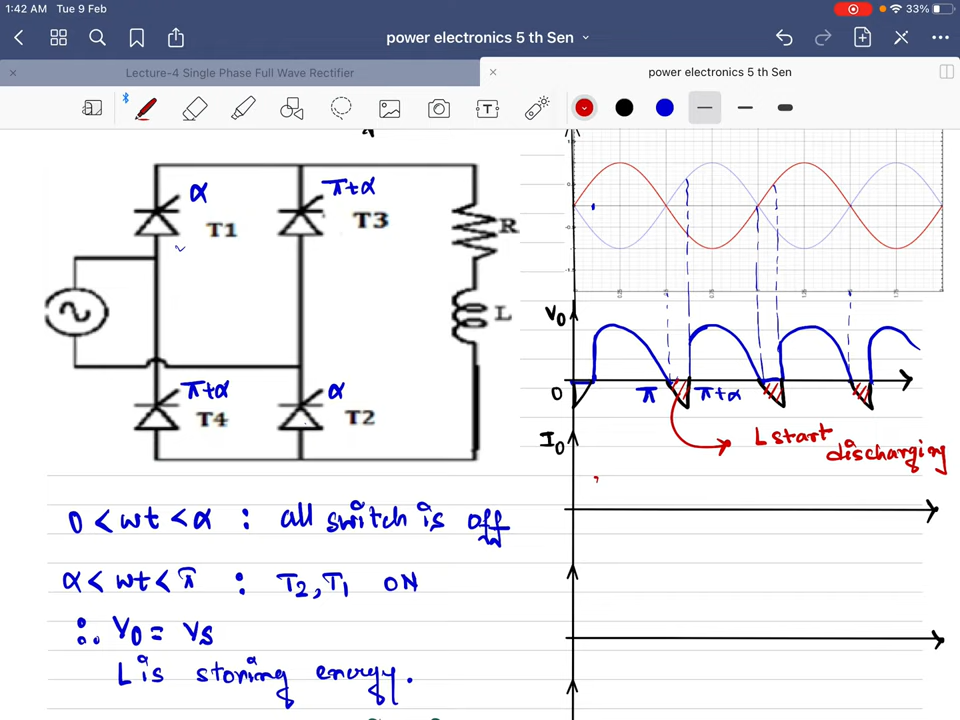 1:42 AM Tue 9 Feb
33%
power electronics 5 th Sen
Lecture-4 Single Phase Full Wave Rectifier
power electronics 5 th Sen
α
T1
π+α
T3
R
L
π+α
T4
α
T2
V₀
0
π
π+α
I₀
L start
discharging
0 < wt < α : all switch is off
α < wt < π : T₂, T₁ ON
∴ V₀ = Vs
L is storing energy.